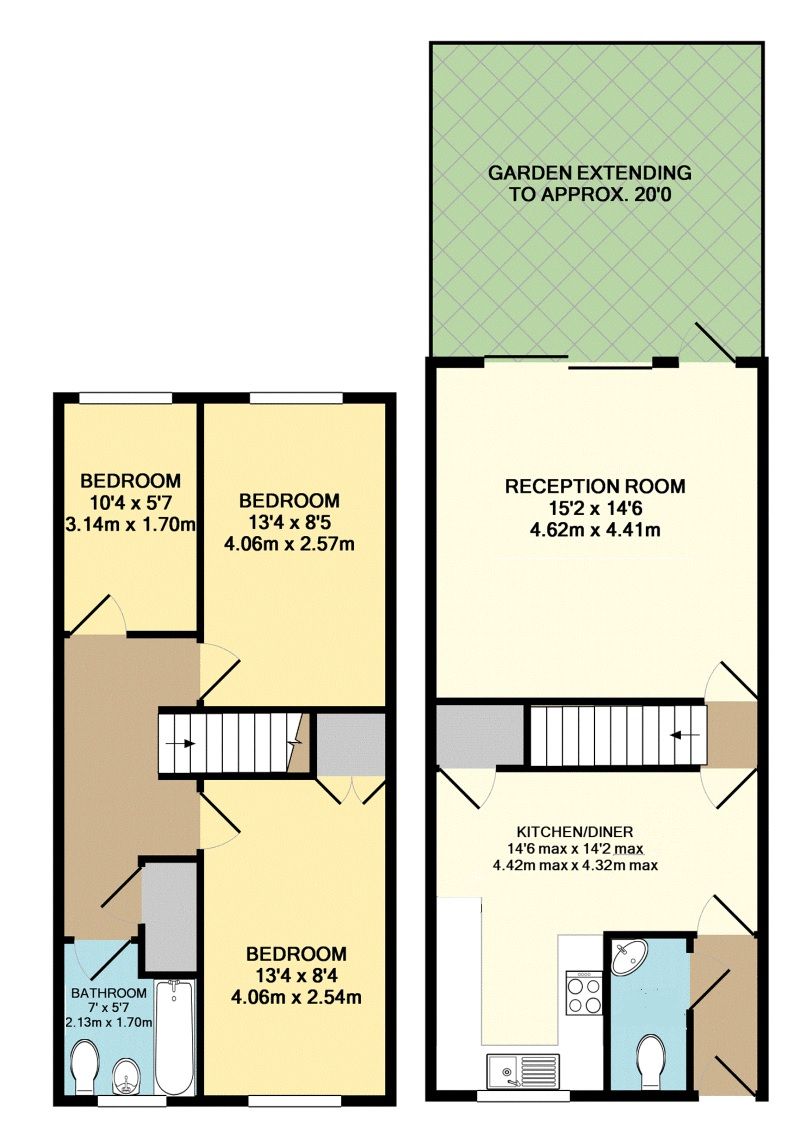 GARDEN EXTENDING
TO APPROX. 20'0
BEDROOM
10'4 x 5'7
3.14m x 1.70m
BEDROOM
13'4 x 8'5
4.06m x 2.57m
RECEPTION ROOM
15'2 x 14'6
4.62m x 4.41m
KITCHEN/DINER
14'6 max x 14'2 max
4.42m max x 4.32m max
BEDROOM
13'4 x 8'4
4.06m x 2.54m
BATHROOM
7' x 5'7
2.13m x 1.70m